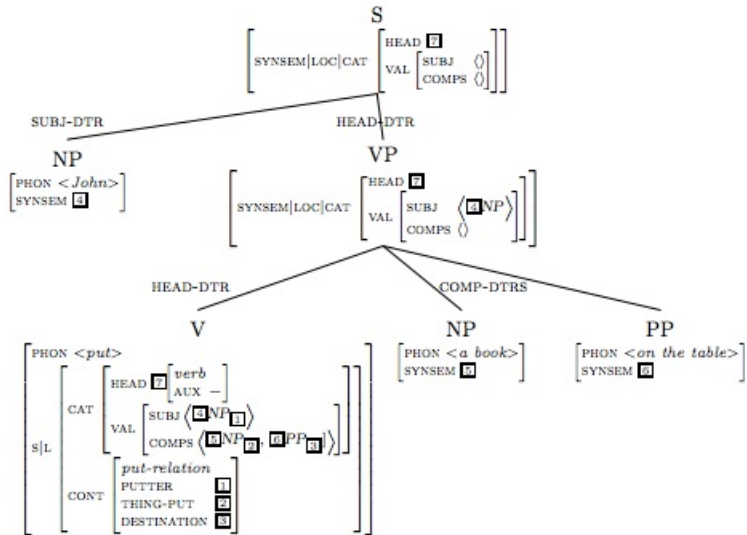 S
SYNSEM|LOC|CAT
HEAD 7
VAL
SUBJ ⟨⟩
COMPS ⟨⟩
SUBJ-DTR HEAD-DTR
NP
PHON <John>
SYNSEM 4
VP
SYNSEM|LOC|CAT
HEAD 7
VAL
SUBJ ⟨4NP⟩
COMPS ⟨⟩
HEAD-DTR COMP-DTRS
V
PHON <put>
S|L
CAT
HEAD 7
verb
AUX −
VAL
SUBJ ⟨4NP1⟩
COMPS ⟨5NP2, 6PP3]⟩
CONT
put-relation
PUTTER 1
THING-PUT 2
DESTINATION 3
NP
PHON <a book>
SYNSEM 5
PP
PHON <on the table>
SYNSEM 6